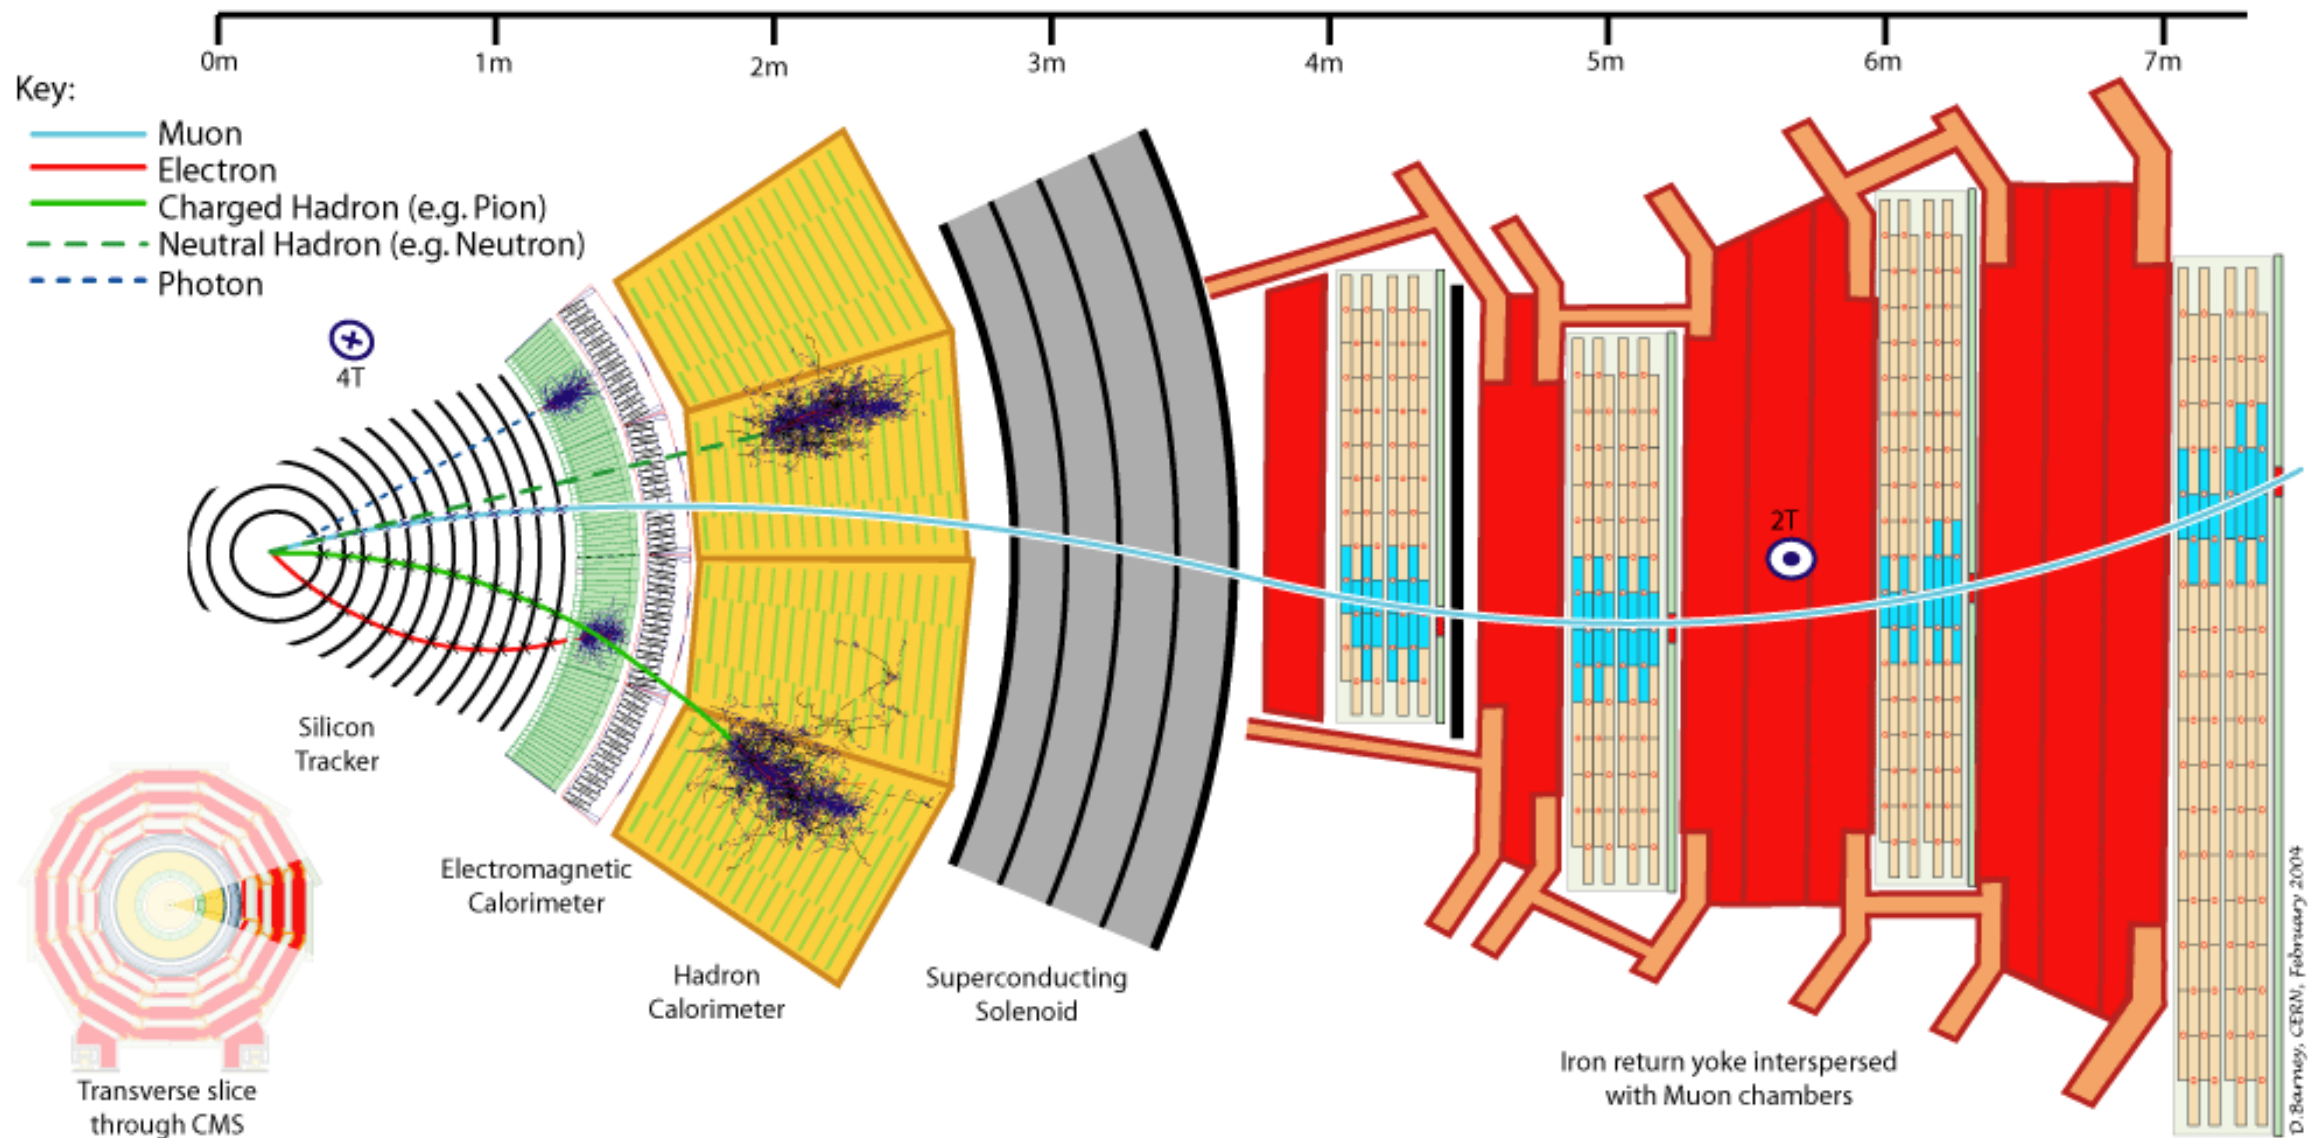 0m 1m 2m 3m 4m 5m 6m 7m
Key:
Muon
Electron
Charged Hadron (e.g. Pion)
Neutral Hadron (e.g. Neutron)
Photon
4T
2T
Silicon
Tracker
Electromagnetic
Calorimeter
Hadron
Calorimeter
Superconducting
Solenoid
Iron return yoke interspersed
with Muon chambers
Transverse slice
through CMS
D.Barney, CERN, February 2004